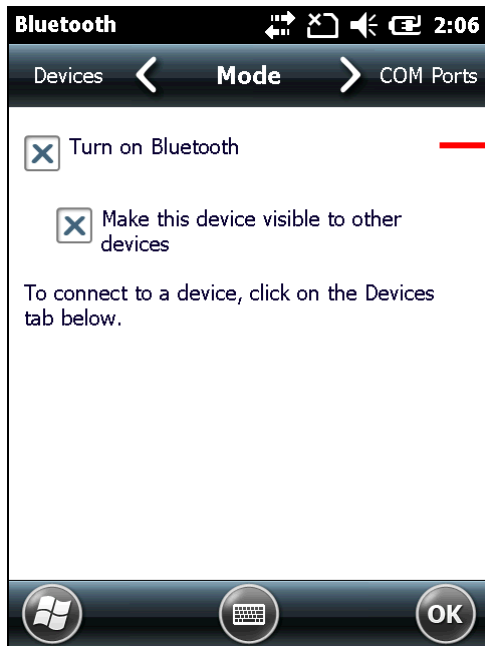 Bluetooth 2:06
Devices Mode COM Ports
Turn on Bluetooth
Make this device visible to other
devices
To connect to a device, click on the Devices
tab below.
OK